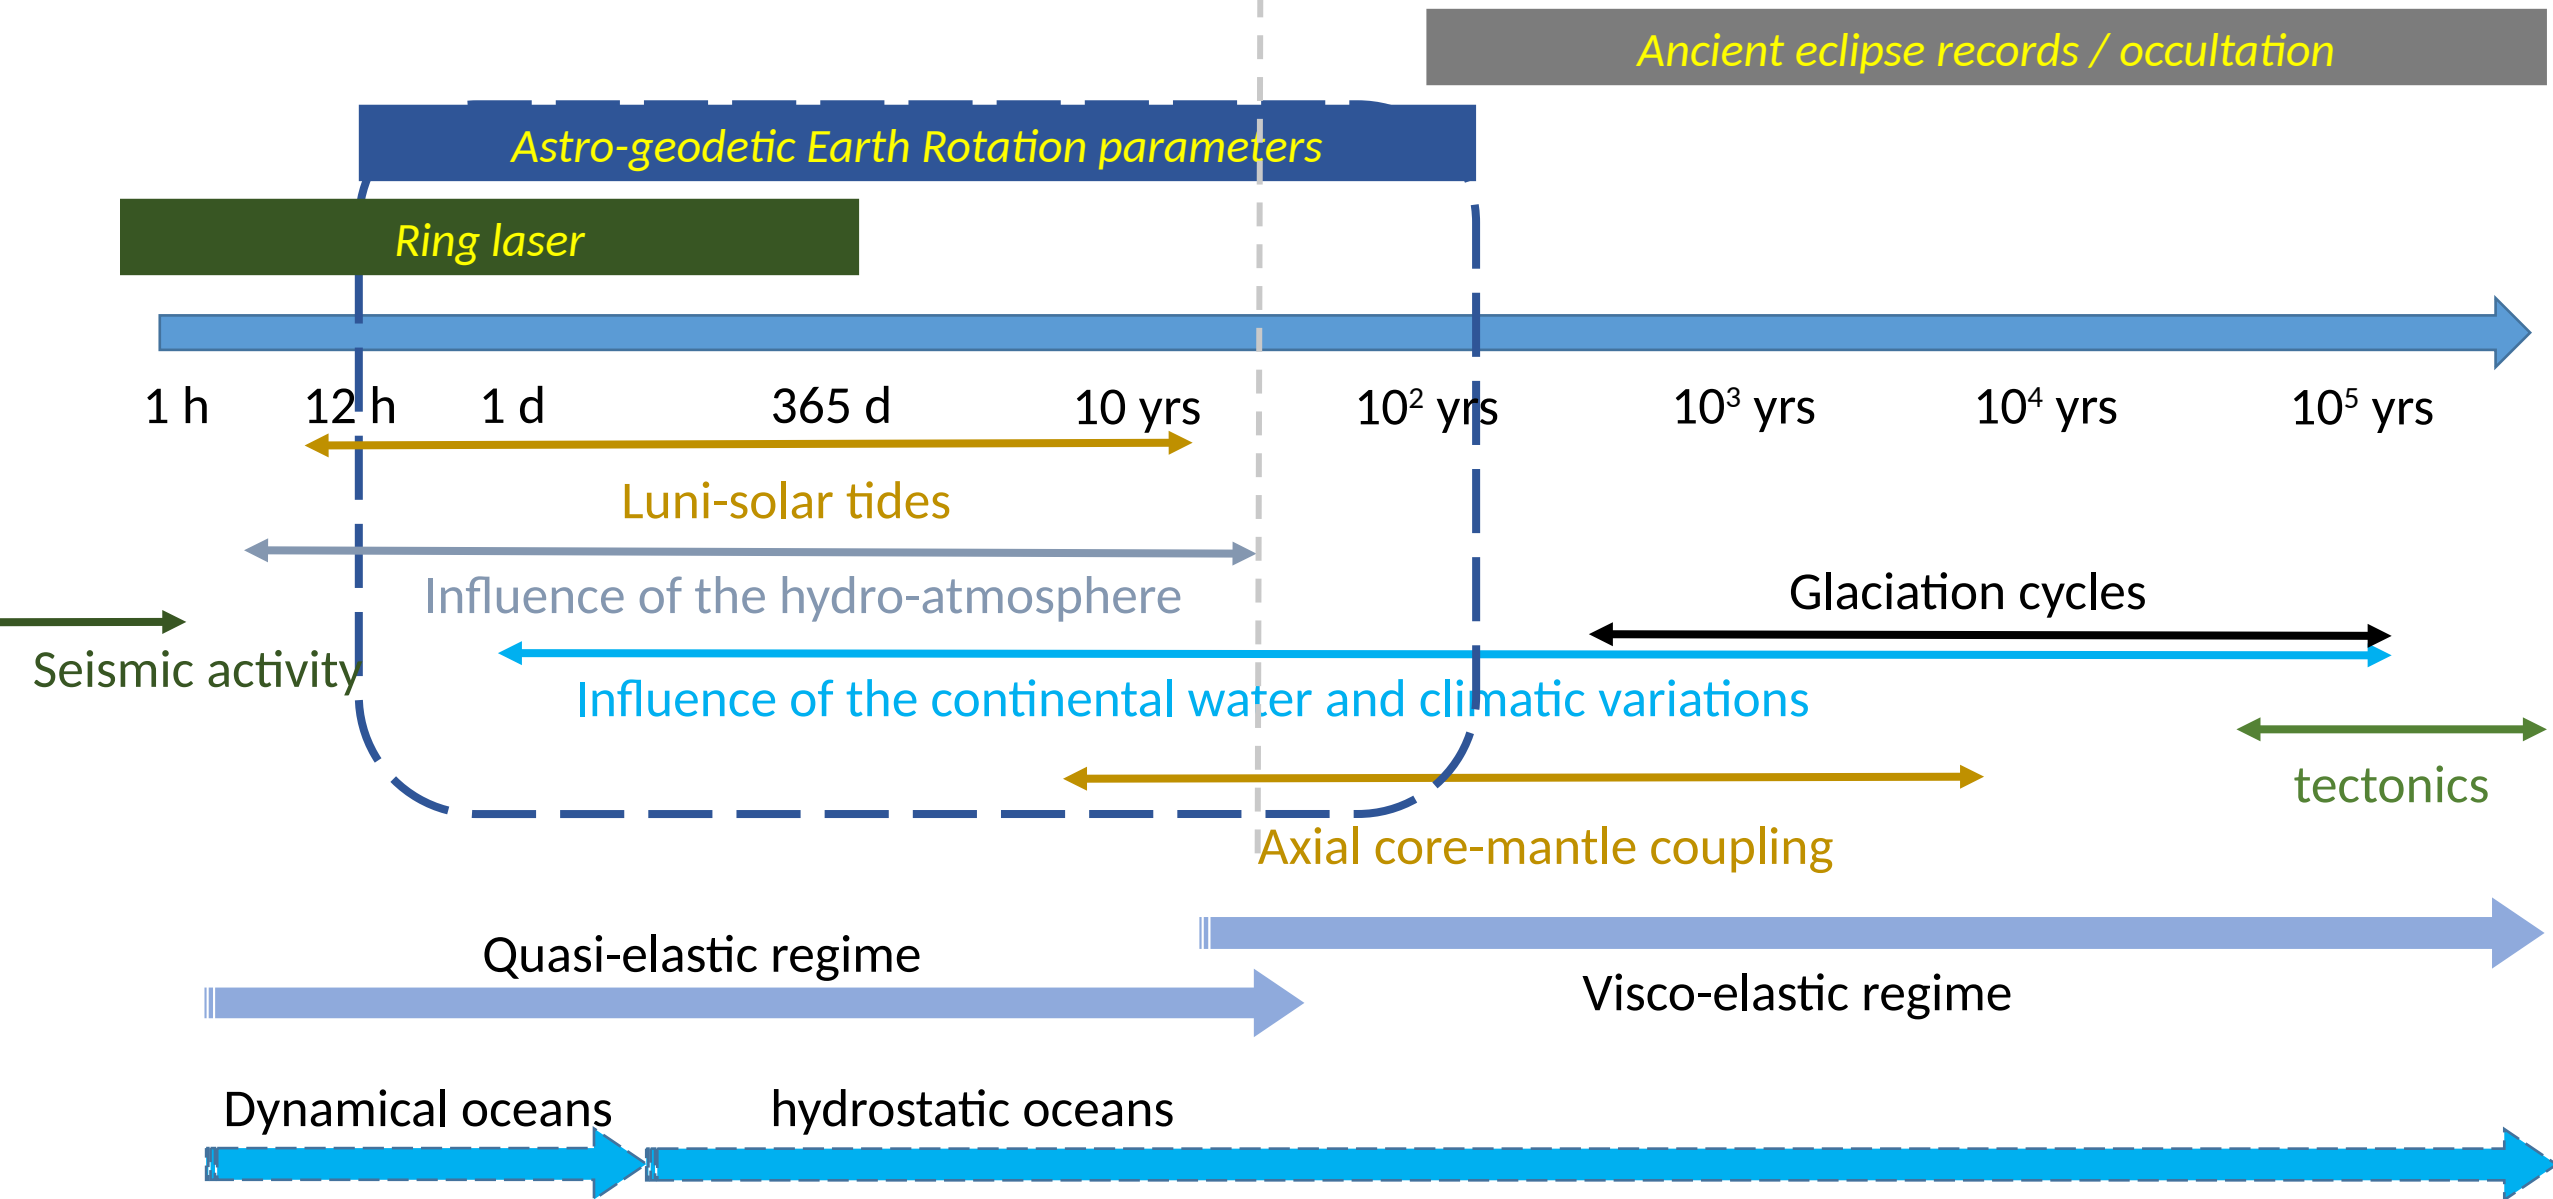 Ancient eclipse records / occultation
Astro-geodetic Earth Rotation parameters
Ring laser
1 h 12 h 1 d 365 d 10 yrs 10² yrs 10³ yrs 10⁴ yrs 10⁵ yrs
Luni-solar tides
Influence of the hydro-atmosphere
Glaciation cycles
Seismic activity
Influence of the continental water and climatic variations
tectonics
Axial core-mantle coupling
Quasi-elastic regime
Visco-elastic regime
Dynamical oceans
hydrostatic oceans